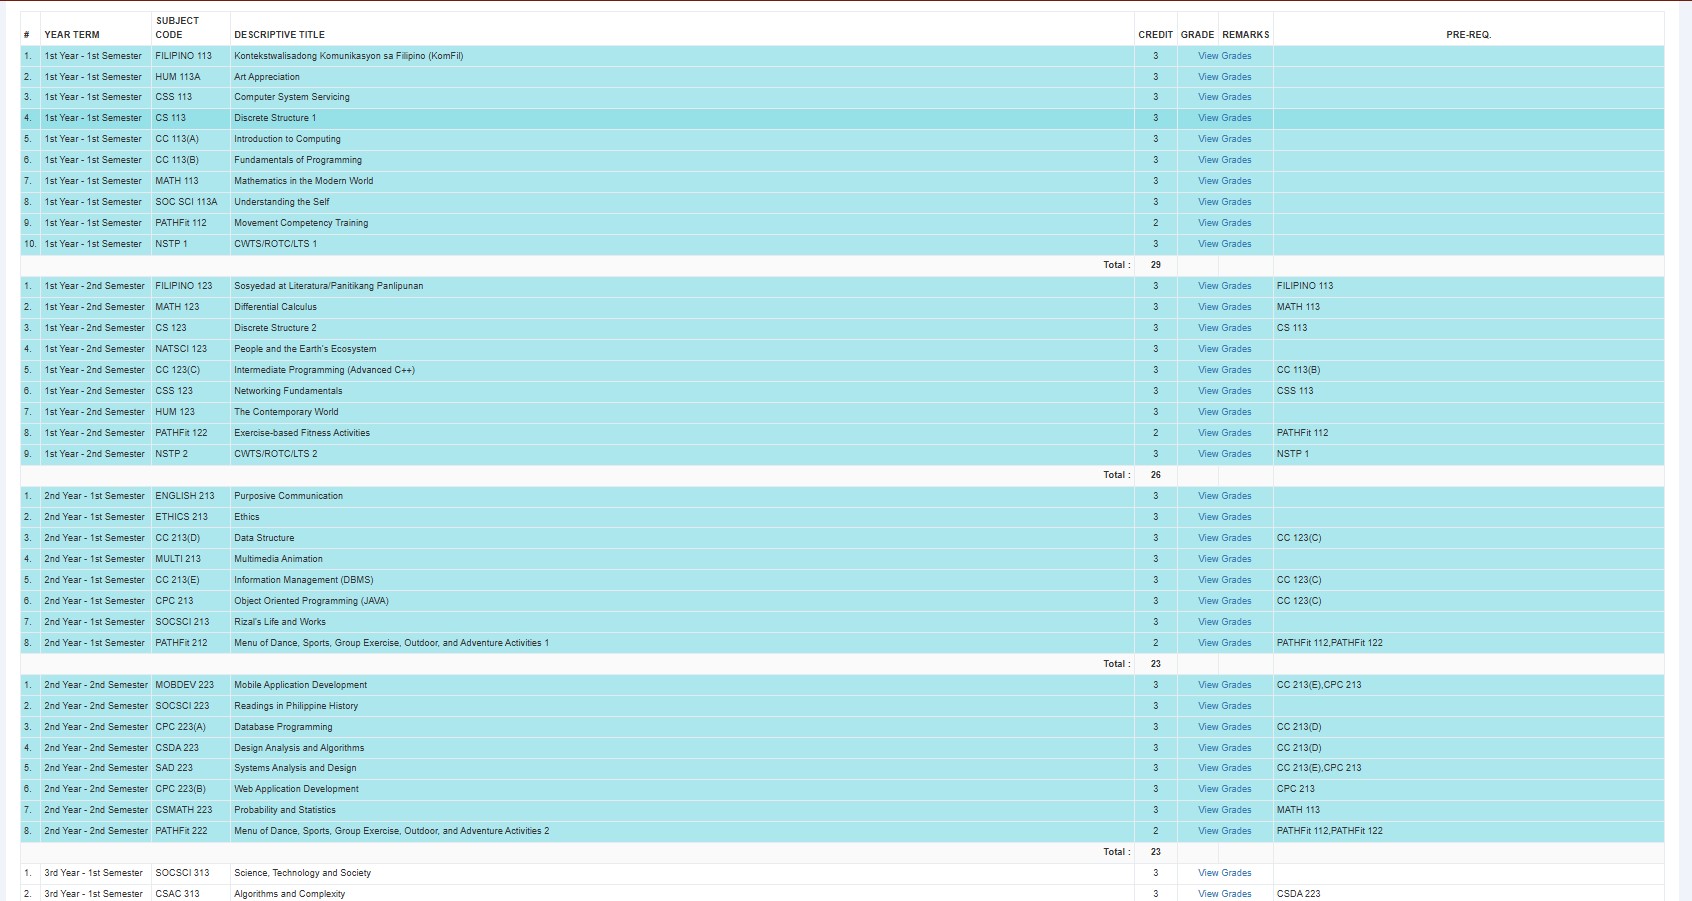 # YEAR TERM SUBJECT CODE DESCRIPTIVE TITLE CREDIT GRADE REMARKS PRE-REQ.
1. 1st Year - 1st Semester FILIPINO 113 Kontekstwalisadong Komunikasyon sa Filipino (KomFil) 3 View Grades
2. 1st Year - 1st Semester HUM 113A Art Appreciation 3 View Grades
3. 1st Year - 1st Semester CSS 113 Computer System Servicing 3 View Grades
4. 1st Year - 1st Semester CS 113 Discrete Structure 1 3 View Grades
5. 1st Year - 1st Semester CC 113(A) Introduction to Computing 3 View Grades
6. 1st Year - 1st Semester CC 113(B) Fundamentals of Programming 3 View Grades
7. 1st Year - 1st Semester MATH 113 Mathematics in the Modern World 3 View Grades
8. 1st Year - 1st Semester SOC SCI 113A Understanding the Self 3 View Grades
9. 1st Year - 1st Semester PATHFit 112 Movement Competency Training 2 View Grades
10. 1st Year - 1st Semester NSTP 1 CWTS/ROTC/LTS 1 3 View Grades
Total : 29
1. 1st Year - 2nd Semester FILIPINO 123 Sosyedad at Literatura/Panitikang Panlipunan 3 View Grades FILIPINO 113
2. 1st Year - 2nd Semester MATH 123 Differential Calculus 3 View Grades MATH 113
3. 1st Year - 2nd Semester CS 123 Discrete Structure 2 3 View Grades CS 113
4. 1st Year - 2nd Semester NATSCI 123 People and the Earth's Ecosystem 3 View Grades
5. 1st Year - 2nd Semester CC 123(C) Intermediate Programming (Advanced C++) 3 View Grades CC 113(B)
6. 1st Year - 2nd Semester CSS 123 Networking Fundamentals 3 View Grades CSS 113
7. 1st Year - 2nd Semester HUM 123 The Contemporary World 3 View Grades
8. 1st Year - 2nd Semester PATHFit 122 Exercise-based Fitness Activities 2 View Grades PATHFit 112
9. 1st Year - 2nd Semester NSTP 2 CWTS/ROTC/LTS 2 3 View Grades NSTP 1
Total : 26
1. 2nd Year - 1st Semester ENGLISH 213 Purposive Communication 3 View Grades
2. 2nd Year - 1st Semester ETHICS 213 Ethics 3 View Grades
3. 2nd Year - 1st Semester CC 213(D) Data Structure 3 View Grades CC 123(C)
4. 2nd Year - 1st Semester MULTI 213 Multimedia Animation 3 View Grades
5. 2nd Year - 1st Semester CC 213(E) Information Management (DBMS) 3 View Grades CC 123(C)
6. 2nd Year - 1st Semester CPC 213 Object Oriented Programming (JAVA) 3 View Grades CC 123(C)
7. 2nd Year - 1st Semester SOCSCI 213 Rizal's Life and Works 3 View Grades
8. 2nd Year - 1st Semester PATHFit 212 Menu of Dance, Sports, Group Exercise, Outdoor, and Adventure Activities 1 2 View Grades PATHFit 112,PATHFit 122
Total : 23
1. 2nd Year - 2nd Semester MOBDEV 223 Mobile Application Development 3 View Grades CC 213(E),CPC 213
2. 2nd Year - 2nd Semester SOCSCI 223 Readings in Philippine History 3 View Grades
3. 2nd Year - 2nd Semester CPC 223(A) Database Programming 3 View Grades CC 213(D)
4. 2nd Year - 2nd Semester CSDA 223 Design Analysis and Algorithms 3 View Grades CC 213(D)
5. 2nd Year - 2nd Semester SAD 223 Systems Analysis and Design 3 View Grades CC 213(E),CPC 213
6. 2nd Year - 2nd Semester CPC 223(B) Web Application Development 3 View Grades CPC 213
7. 2nd Year - 2nd Semester CSMATH 223 Probability and Statistics 3 View Grades MATH 113
8. 2nd Year - 2nd Semester PATHFit 222 Menu of Dance, Sports, Group Exercise, Outdoor, and Adventure Activities 2 2 View Grades PATHFit 112,PATHFit 122
Total : 23
1. 3rd Year - 1st Semester SOCSCI 313 Science, Technology and Society 3 View Grades
2. 3rd Year - 1st Semester CSAC 313 Algorithms and Complexity 3 View Grades CSDA 223